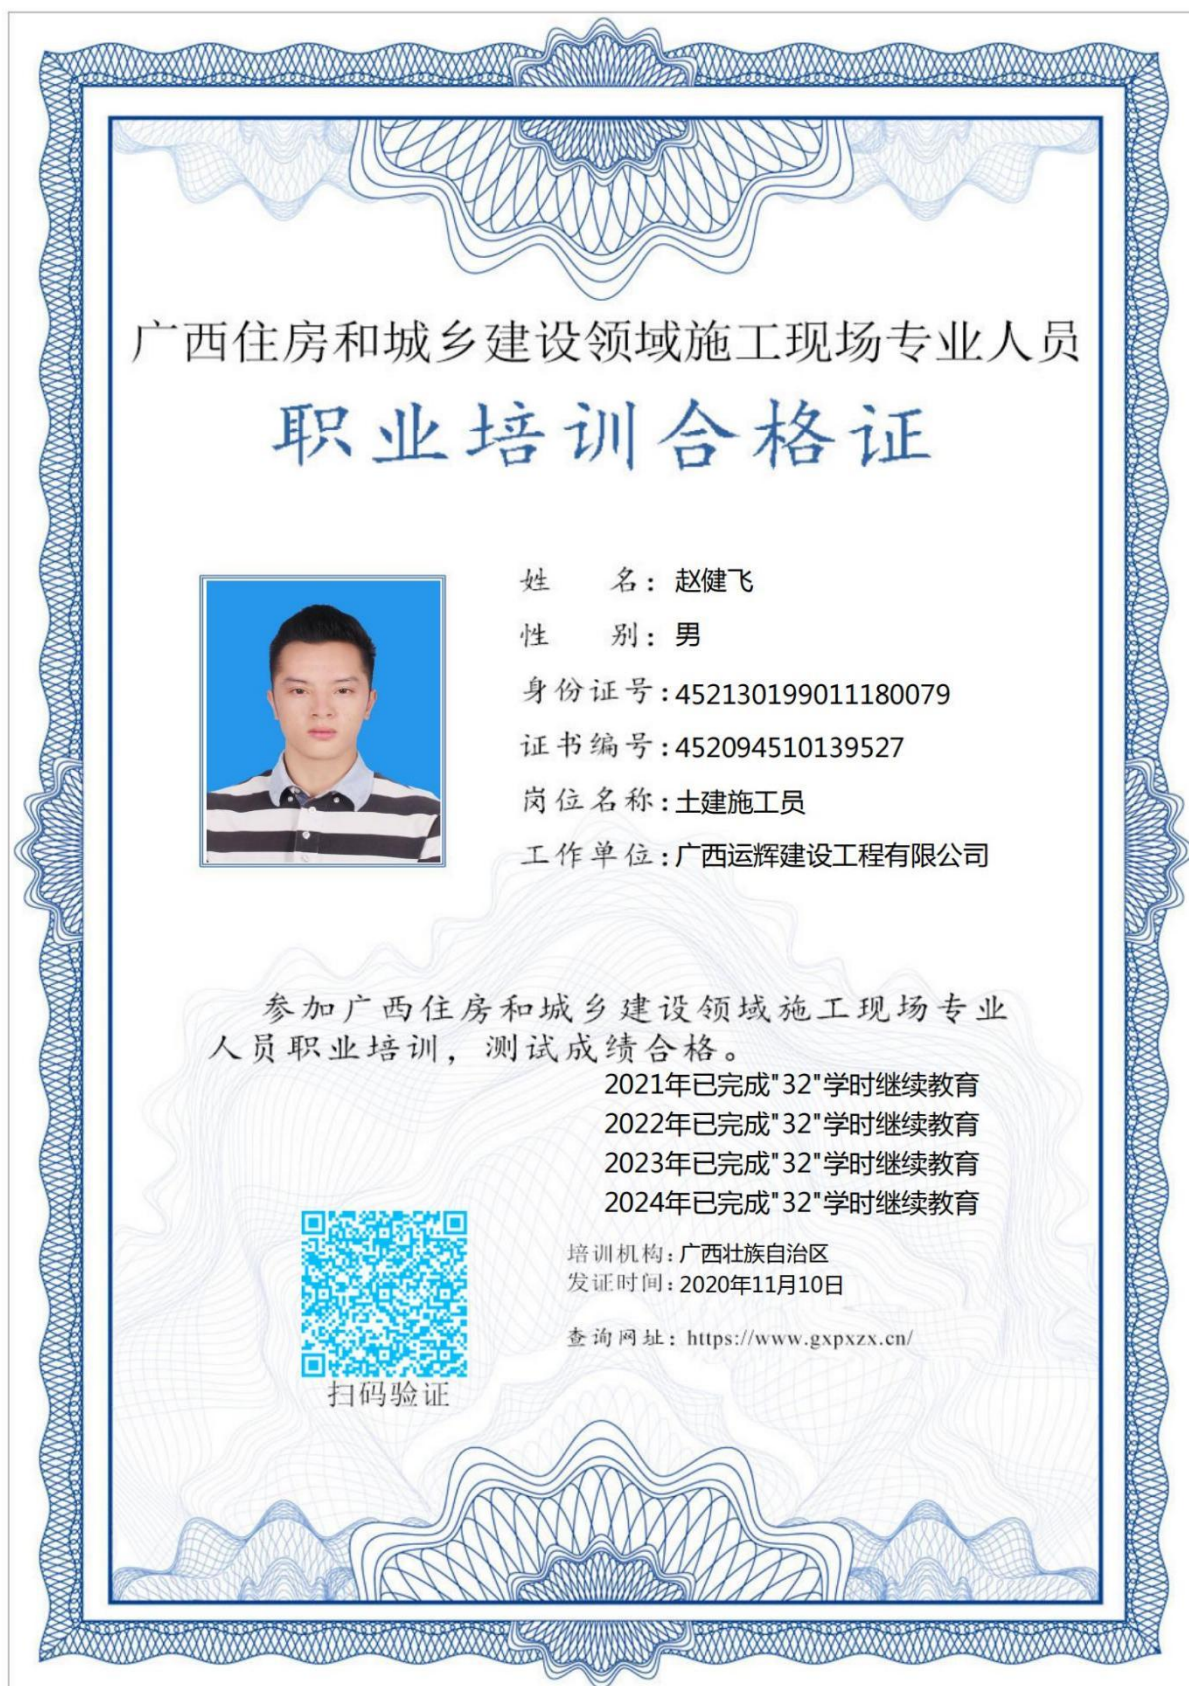 广西住房和城乡建设领域施工现场专业人员
职业培训合格证
姓 名：赵健飞
性 别：男
身份证号：452130199011180079
证书编号：452094510139527
岗位名称：土建施工员
工作单位：广西运辉建设工程有限公司
参加广西住房和城乡建设领域施工现场专业
人员职业培训，测试成绩合格。
2021年已完成"32"学时继续教育
2022年已完成"32"学时继续教育
2023年已完成"32"学时继续教育
2024年已完成"32"学时继续教育
培训机构：广西壮族自治区
发证时间：2020年11月10日
查询网址：https://www.gxpxzx.cn/
扫码验证